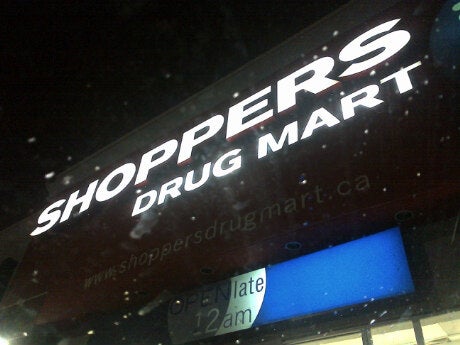 SHOPPERS
DRUG MART
www.shoppersdrugmart.ca
OPEN late
12am